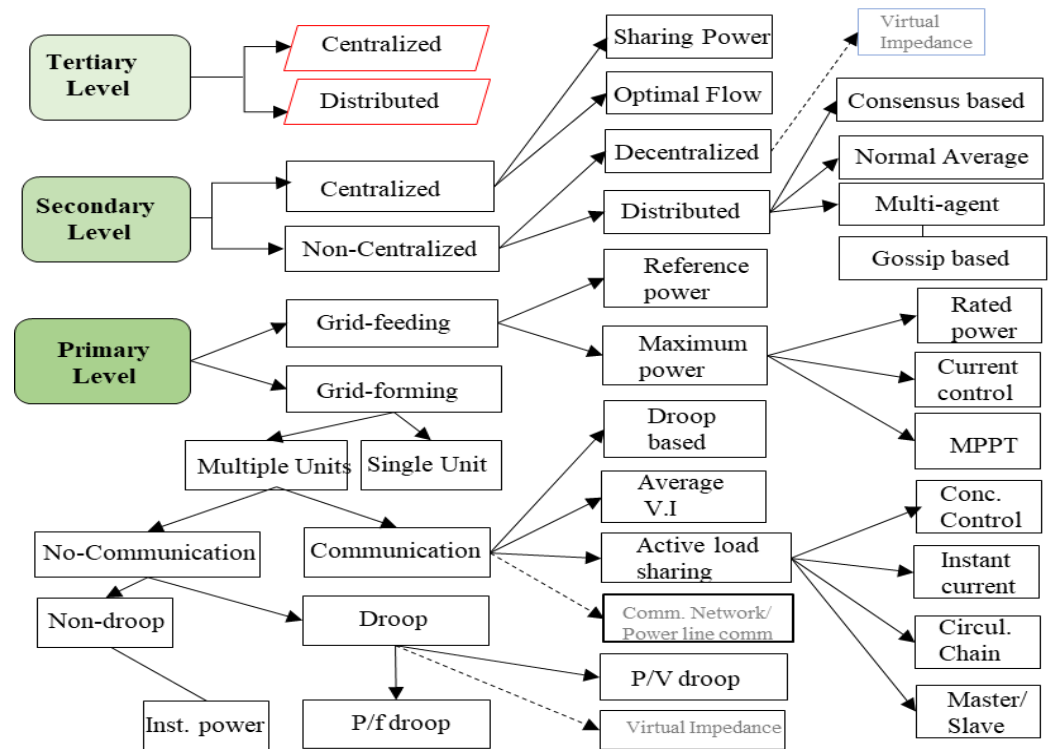 Tertiary
Level
Centralized
Distributed
Sharing Power
Optimal Flow
Decentralized
Distributed
Virtual
Impedance
Consensus based
Normal Average
Multi-agent
Gossip based
Secondary
Level
Centralized
Non-Centralized
Primary
Level
Grid-feeding
Grid-forming
Reference
power
Maximum
power
Rated
power
Current
control
MPPT
Multiple Units
Single Unit
Droop
based
Average
V.I
Active load
sharing
Comm. Network/
Power line comm
Conc.
Control
Instant
current
Circul.
Chain
Master/
Slave
No-Communication
Communication
Non-droop
Droop
Inst. power
P/f droop
P/V droop
Virtual Impedance